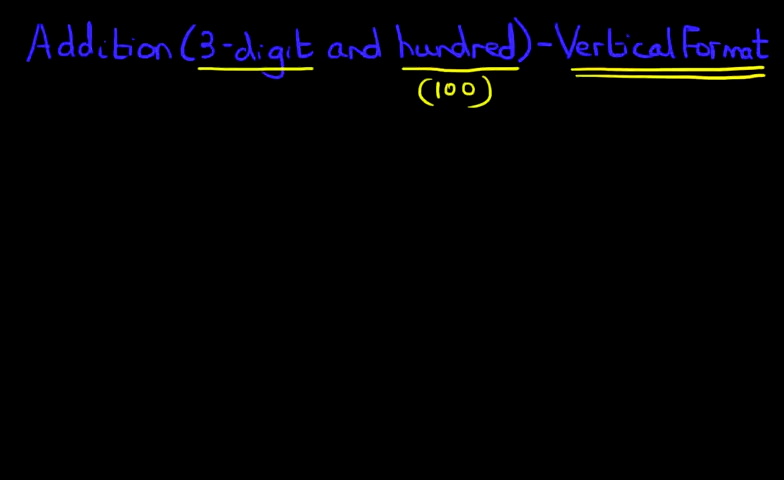 Addition (3-digit and hundred) - Vertical Format
(100)